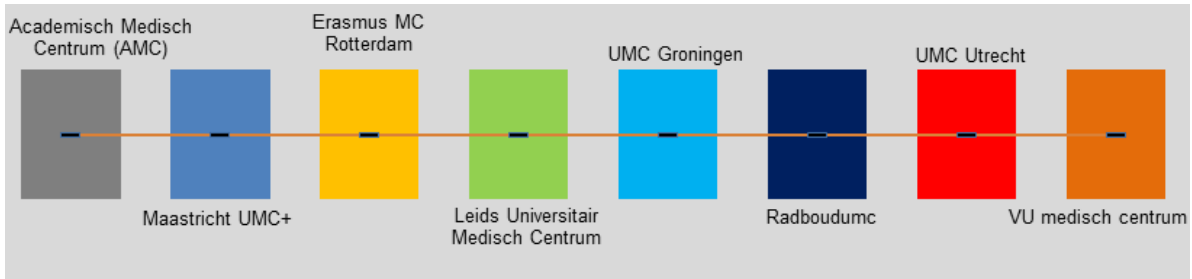 Academisch Medisch
Centrum (AMC)
Maastricht UMC+
Erasmus MC
Rotterdam
Leids Universitair
Medisch Centrum
UMC Groningen
Radboudumc
UMC Utrecht
VU medisch centrum